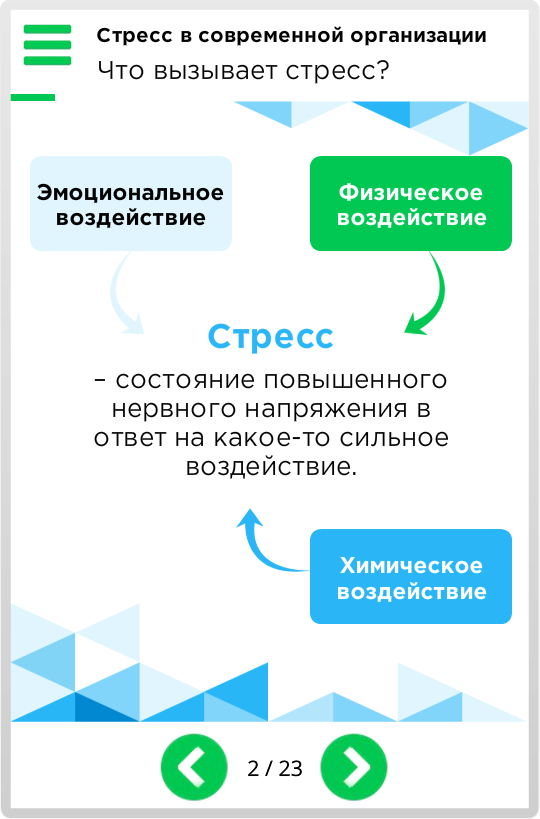 Стресс в современной организации
Что вызывает стресс?
Эмоциональное
воздействие
Физическое
воздействие
Стресс
– состояние повышенного
нервного напряжения в
ответ на какое-то сильное
воздействие.
Химическое
воздействие
2 / 23